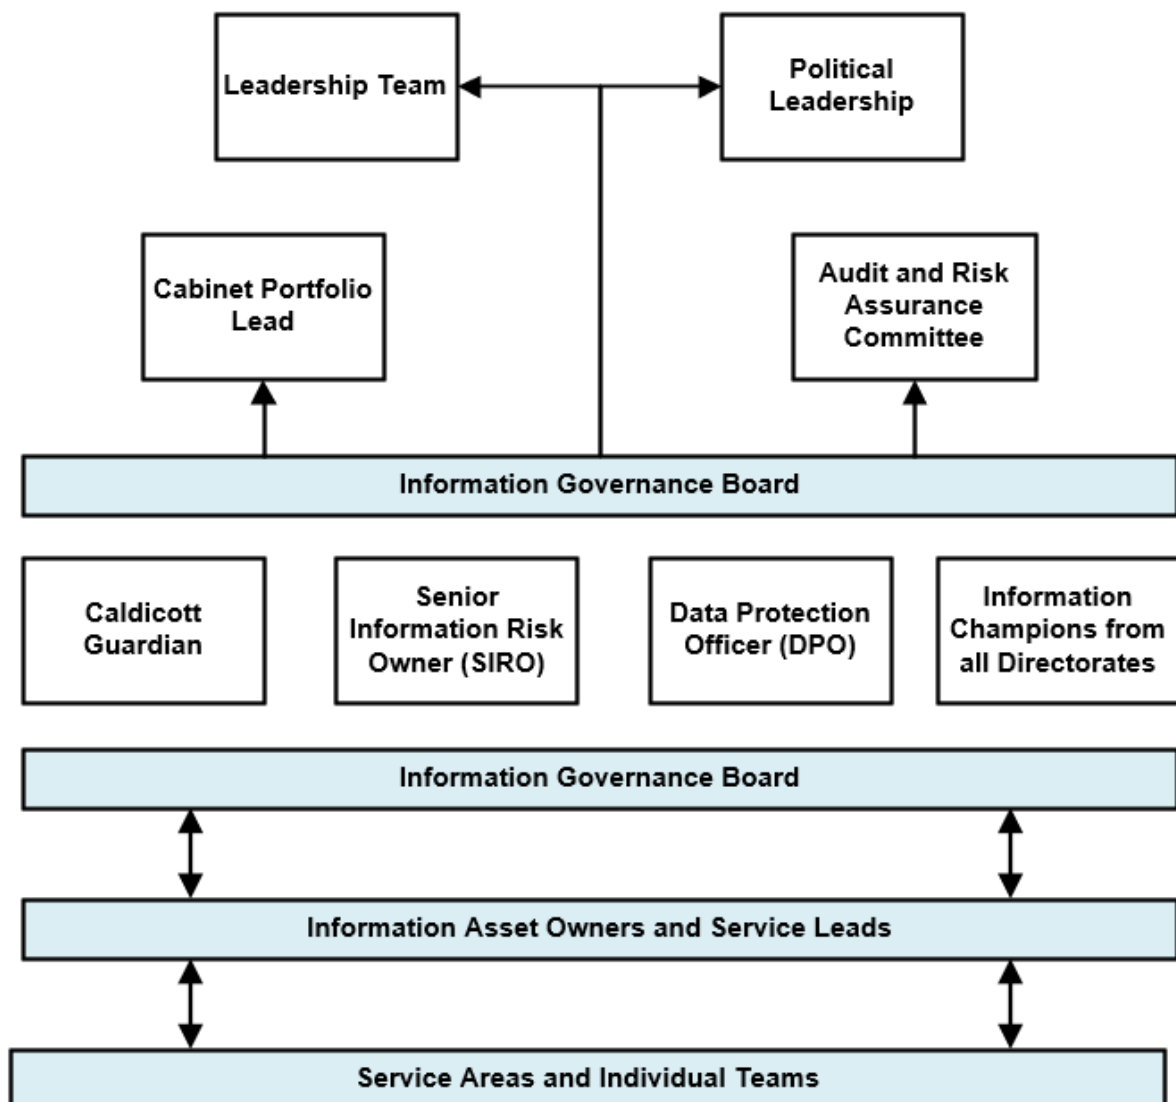 Leadership Team
Political
Leadership
Cabinet Portfolio
Lead
Audit and Risk
Assurance
Committee
Information Governance Board
Caldicott
Guardian
Senior
Information Risk
Owner (SIRO)
Data Protection
Officer (DPO)
Information
Champions from
all Directorates
Information Governance Board
Information Asset Owners and Service Leads
Service Areas and Individual Teams